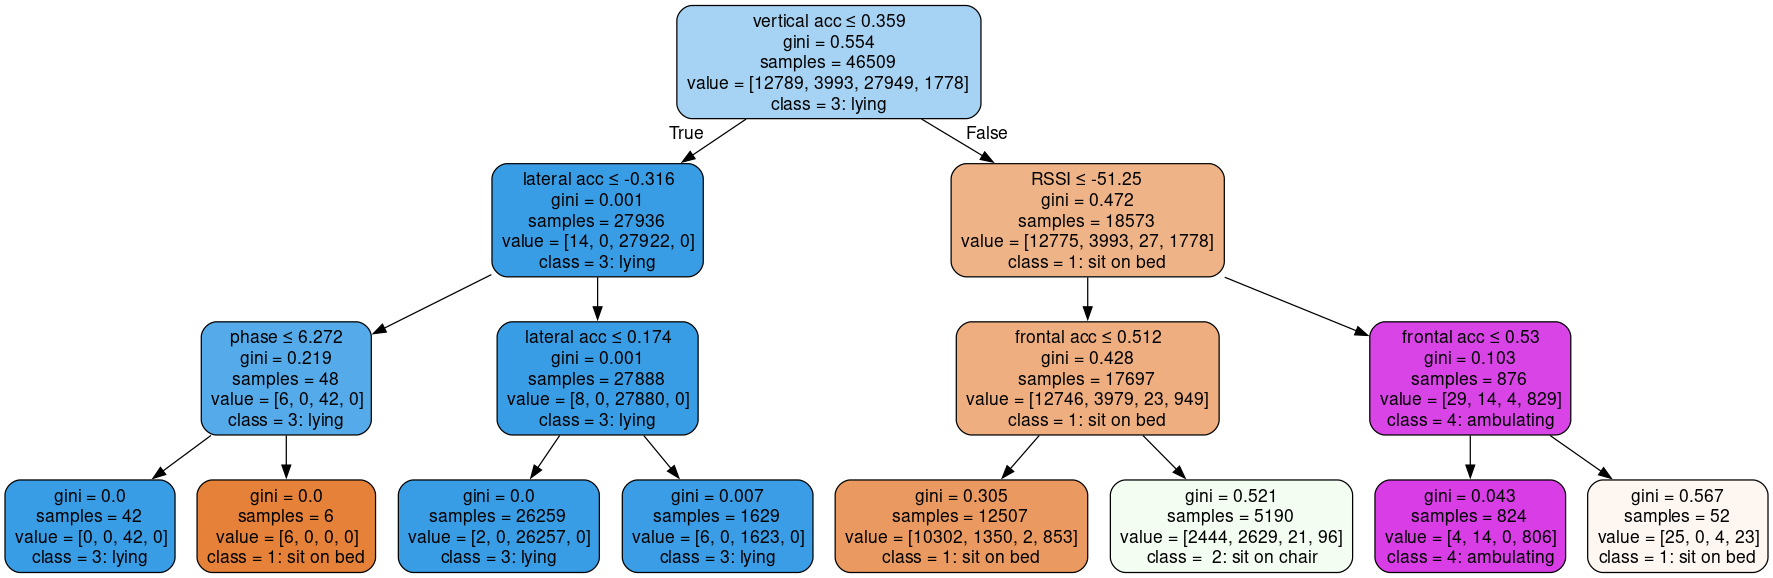 vertical acc ≤ 0.359
gini = 0.554
samples = 46509
value = [12789, 3993, 27949, 1778]
class = 3: lying
True
False
lateral acc ≤ -0.316
gini = 0.001
samples = 27936
value = [14, 0, 27922, 0]
class = 3: lying
RSSI ≤ -51.25
gini = 0.472
samples = 18573
value = [12775, 3993, 27, 1778]
class = 1: sit on bed
phase ≤ 6.272
gini = 0.219
samples = 48
value = [6, 0, 42, 0]
class = 3: lying
lateral acc ≤ 0.174
gini = 0.001
samples = 27888
value = [8, 0, 27880, 0]
class = 3: lying
frontal acc ≤ 0.512
gini = 0.428
samples = 17697
value = [12746, 3979, 23, 949]
class = 1: sit on bed
frontal acc ≤ 0.53
gini = 0.103
samples = 876
value = [29, 14, 4, 829]
class = 4: ambulating
gini = 0.0
samples = 42
value = [0, 0, 42, 0]
class = 3: lying
gini = 0.0
samples = 6
value = [6, 0, 0, 0]
class = 1: sit on bed
gini = 0.0
samples = 26259
value = [2, 0, 26257, 0]
class = 3: lying
gini = 0.007
samples = 1629
value = [6, 0, 1623, 0]
class = 3: lying
gini = 0.305
samples = 12507
value = [10302, 1350, 2, 853]
class = 1: sit on bed
gini = 0.521
samples = 5190
value = [2444, 2629, 21, 96]
class =  2: sit on chair
gini = 0.043
samples = 824
value = [4, 14, 0, 806]
class = 4: ambulating
gini = 0.567
samples = 52
value = [25, 0, 4, 23]
class = 1: sit on bed